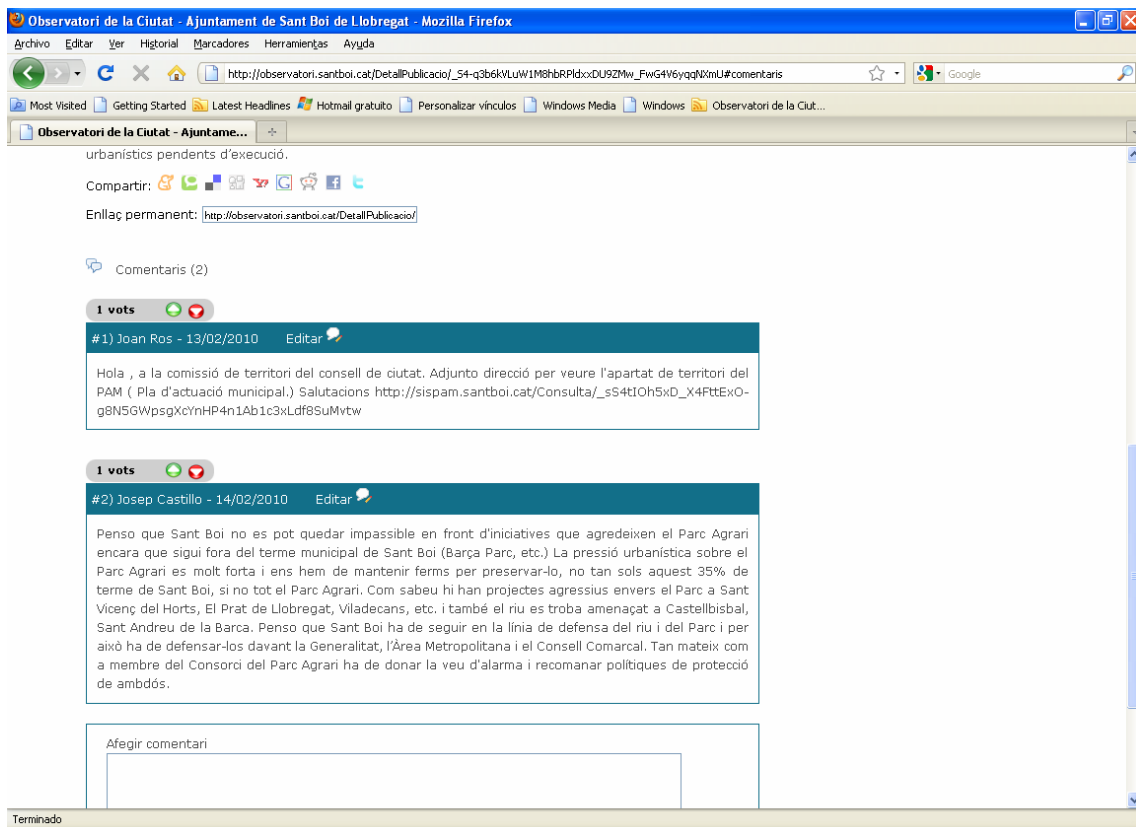 Observatori de la Ciutat - Ajuntament de Sant Boi de Llobregat - Mozilla Firefox
Archivo Editar Ver Historial Marcadores Herramientas Ayuda
http://observatori.santboi.cat/DetallPublicacio/_S4-q3b6kVLuW1M8hbRPldxxDU9ZMw_FwG4V6yqqNXmU#comentaris Google
Most Visited Getting Started Latest Headlines Hotmail gratuito Personalizar vínculos Windows Media Windows Observatori de la Ciut...
Observatori de la Ciutat - Ajuntame...
urbanístics pendents d'execució.
Compartir:
Enllaç permanent: http://observatori.santboi.cat/DetallPublicacio/
Comentaris (2)
1 vots
#1) Joan Ros - 13/02/2010 Editar
Hola , a la comissió de territori del consell de ciutat. Adjunto direcció per veure l'apartat de territori del
PAM ( Pla d'actuació municipal.) Salutacions http://sispam.santboi.cat/Consulta/_sS4tIOh5xD_X4FttExO-
g8N5GWpsgXcYnHP4n1Ab1c3xLdf8SuMvtw
1 vots
#2) Josep Castillo - 14/02/2010 Editar
Penso que Sant Boi no es pot quedar impassible en front d'iniciatives que agredeixen el Parc Agrari
encara que sigui fora del terme municipal de Sant Boi (Barça Parc, etc.) La pressió urbanística sobre el
Parc Agrari es molt forta i ens hem de mantenir ferms per preservar-lo, no tan sols aquest 35% de
terme de Sant Boi, si no tot el Parc Agrari. Com sabeu hi han projectes agressius envers el Parc a Sant
Vicenç del Horts, El Prat de Llobregat, Viladecans, etc. i també el riu es troba amenaçat a Castellbisbal,
Sant Andreu de la Barca. Penso que Sant Boi ha de seguir en la línia de defensa del riu i del Parc i per
això ha de defensar-los davant la Generalitat, l'Àrea Metropolitana i el Consell Comarcal. Tan mateix com
a membre del Consorci del Parc Agrari ha de donar la veu d'alarma i recomanar polítiques de protecció
de ambdós.
Afegir comentari
Terminado